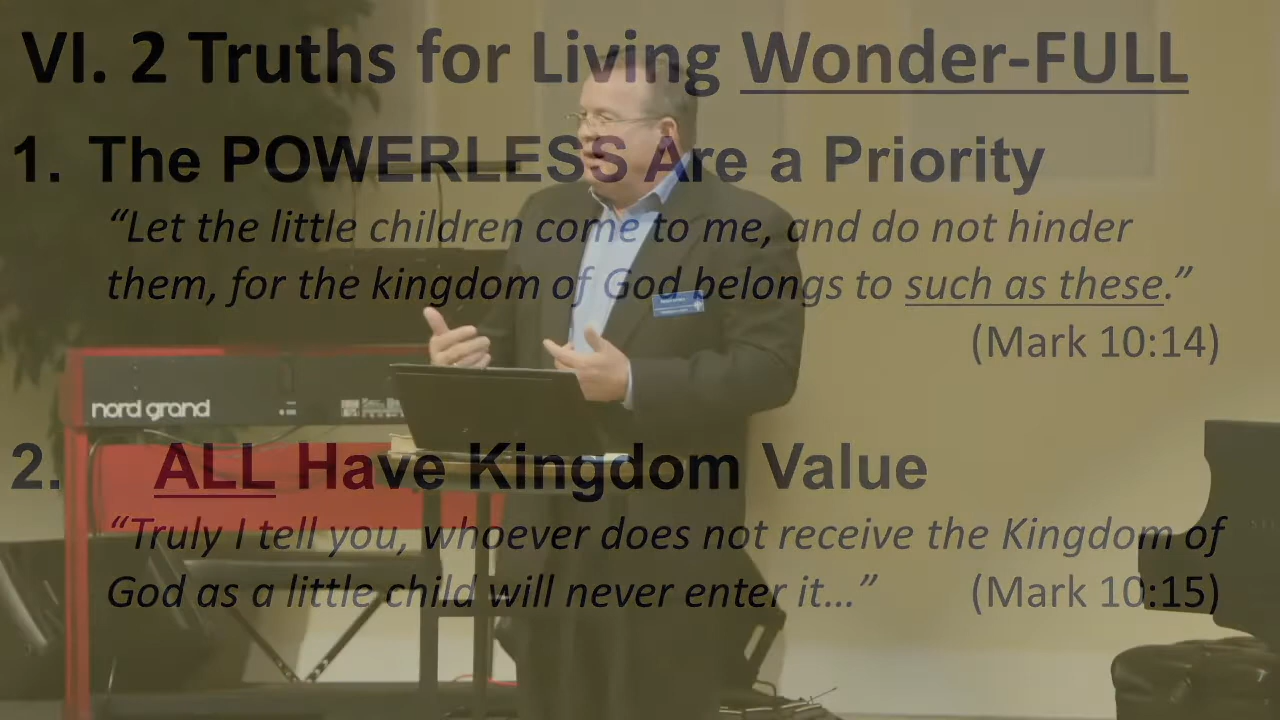 VI. 2 Truths for Living Wonder-FULL
1. The POWERLESS Are a Priority
“Let the little children come to me, and do not hinder
them, for the kingdom of God belongs to such as these.”
(Mark 10:14)
nord grand
2. ALL Have Kingdom Value
“Truly I tell you, whoever does not receive the Kingdom of
God as a little child will never enter it...” (Mark 10:15)